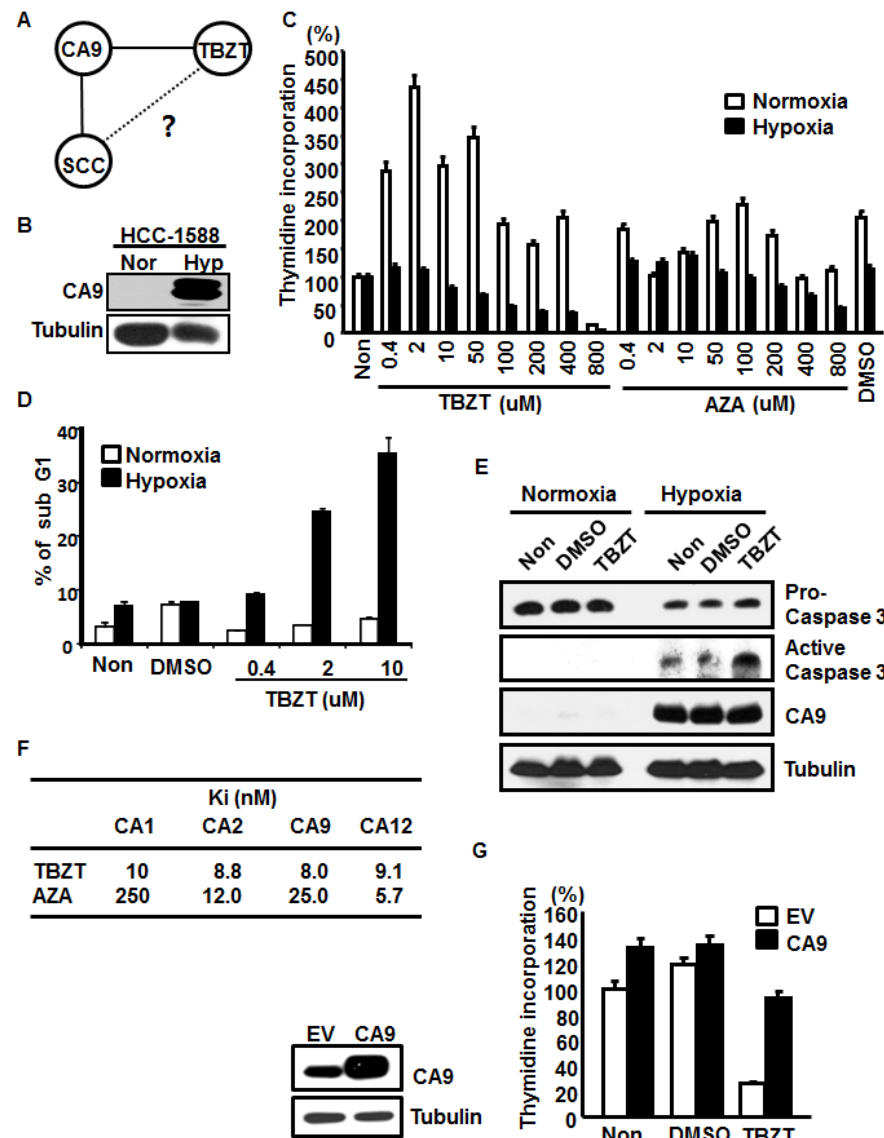 A
CA9
TBZT
?
SCC
B
HCC-1588
Nor Hyp
CA9
Tubulin
C
(%)
Thymidine incorporation
500
450
400
350
300
250
200
150
100
50
0
Normoxia
Hypoxia
Non 0.4 2 10 50 100 200 400 800 0.4 2 10 50 100 200 400 800 DMSO
TBZT (uM) AZA (uM)
D
% of sub G1
40
30
20
10
0
Normoxia
Hypoxia
Non DMSO 0.4 2 10
TBZT (uM)
E
Normoxia Hypoxia
Non DMSO TBZT Non DMSO TBZT
Pro-
Caspase 3
Active
Caspase 3
CA9
Tubulin
F
Ki (nM)
CA1 CA2 CA9 CA12
TBZT 10 8.8 8.0 9.1
AZA 250 12.0 25.0 5.7
EV CA9
CA9
Tubulin
G
(%)
Thymidine incorporation
160
140
120
100
80
60
40
20
0
EV
CA9
Non DMSO TBZT